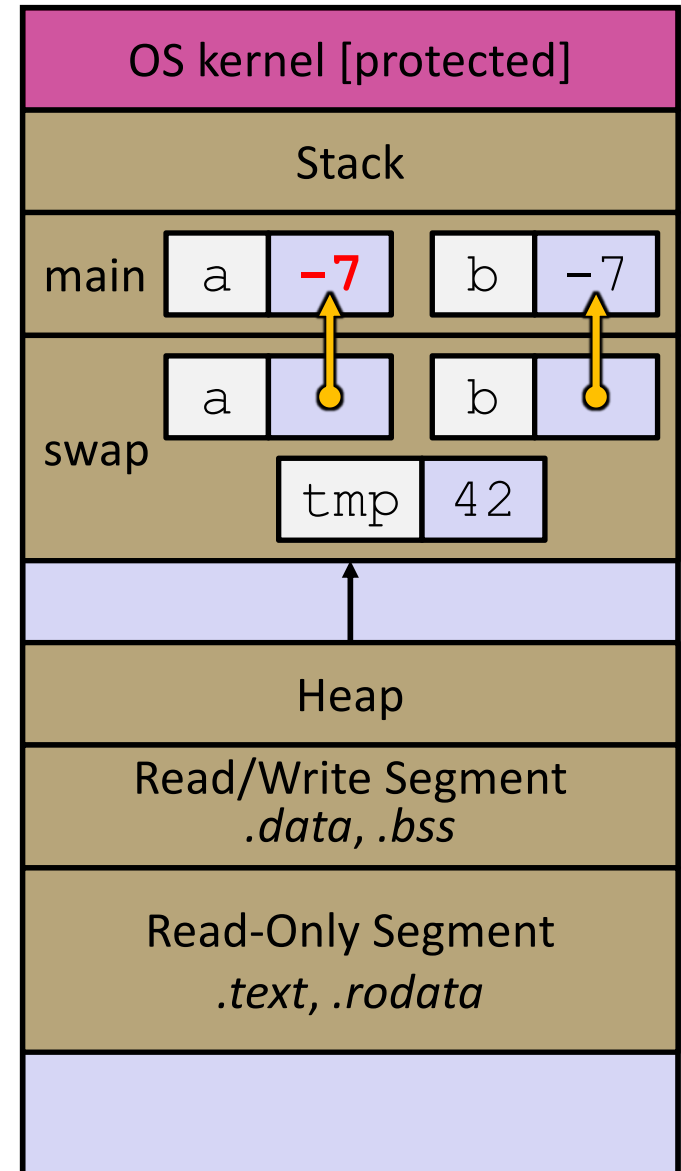 OS kernel [protected]
Stack
main a -7 b -7
a b
swap
tmp 42
Heap
Read/Write Segment
.data, .bss
Read-Only Segment
.text, .rodata